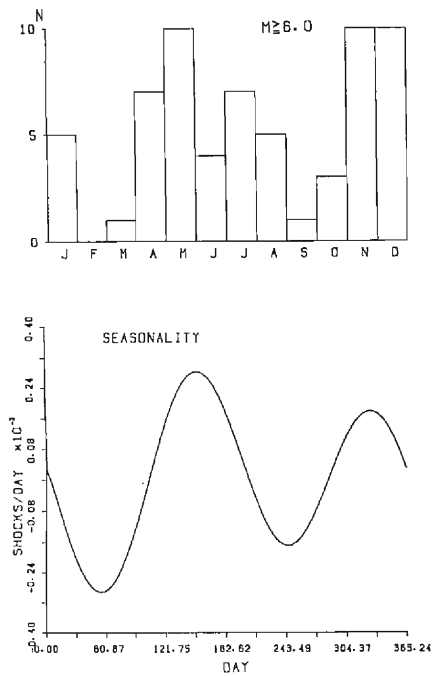 N
M≧6.0
10
5
0
J F M A M J J A S O N D
SEASONALITY
SHOCKS/DAY ×10⁻³
0.40
0.24
0.08
-0.08
-0.24
-0.40
0.00 60.87 121.75 182.62 243.49 304.37 365.24
DAY